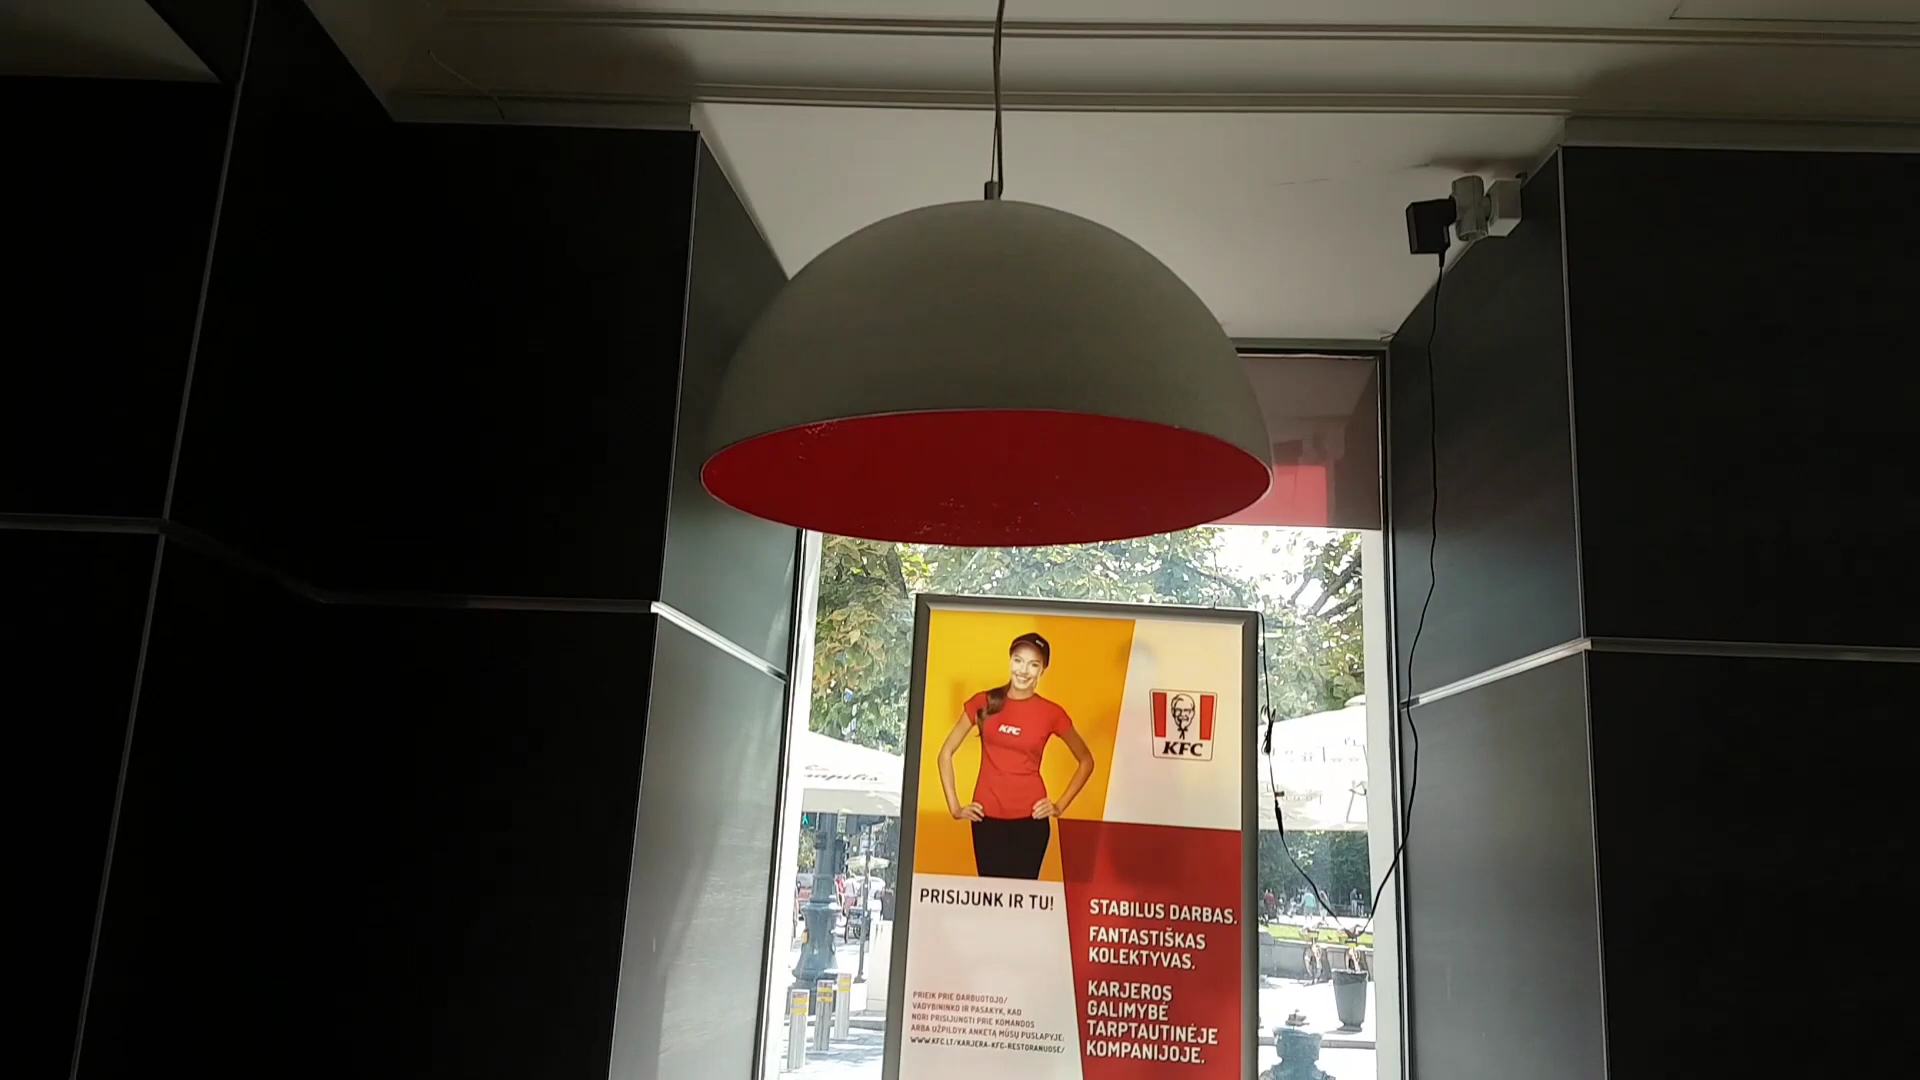 KFC
KFC
PRISIJUNK IR TU!
PRIEIK PRIE DARBUOTOJO/
VADYBININKO IR PASAKYK, KAD
NORI PRISIJUNGTI PRIE KOMANDOS
ARBA UŽPILDYK ANKETĄ MŪSŲ PUSLAPYJE:
WWW.KFC.LT/KARJERA-KFC-RESTORANUOSE/
STABILUS DARBAS.
FANTASTIŠKAS
KOLEKTYVAS.
KARJEROS
GALIMYBĖ
TARPTAUTINĖJE
KOMPANIJOJE.